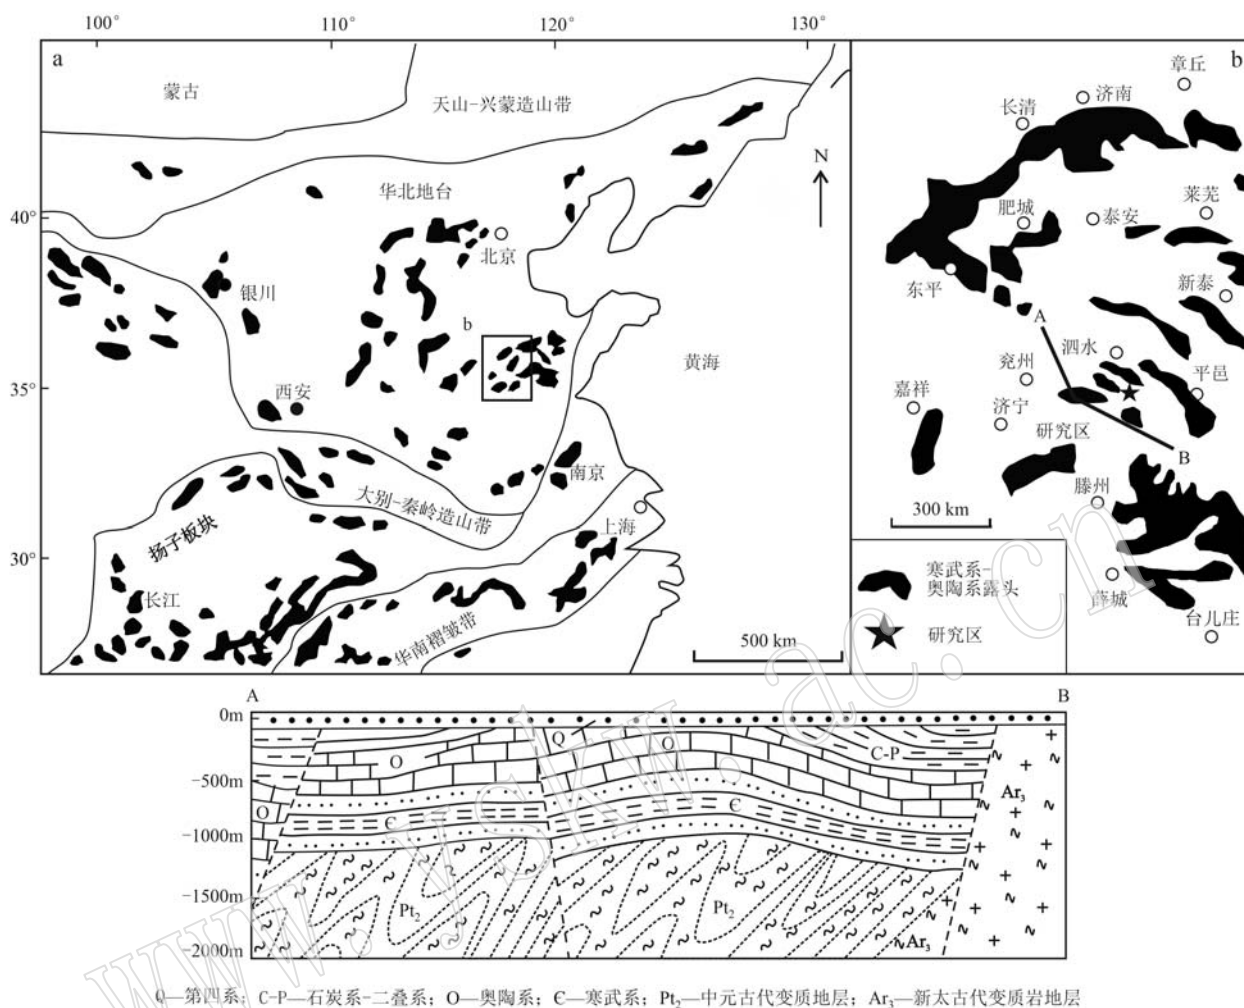 100° 110° 120° 130°
a
蒙古
天山-兴蒙造山带
N
华北地台
40°
北京
银川
b
黄海
35°
西安
南京
大别-秦岭造山带
上海
扬子板块
30°
长江
华南褶皱带
500 km
b
章丘
济南
长清
莱芜
肥城
泰安
东平
新泰
A
泗水
兖州
平邑
嘉祥
济宁
研究区
B
滕州
300 km
寒武系-
奥陶系露头
薛城
台儿庄
研究区
A B
0m
Q O C-P
O
−500m
Ar₃
O Є Є
−1000m
−1500m
Pt₂ Pt₂
−2000m
Ar₃
Q—第四系；C-P—石炭系-二叠系；O—奥陶系；Є—寒武系；Pt₂—中元古代变质地层；Ar₃—新太古代变质岩地层
www.yskw.ac.cn